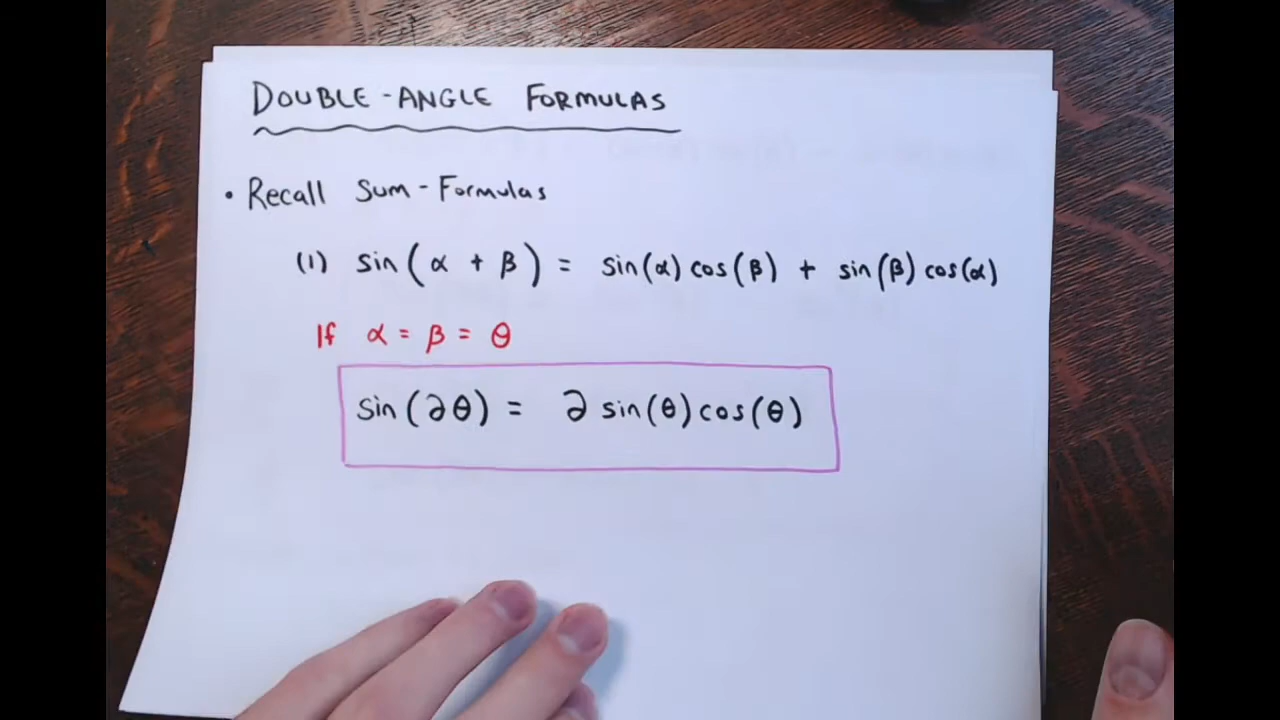 DOUBLE-ANGLE FORMULAS
• Recall Sum-Formulas
(1) sin(α + β) = sin(α)cos(β) + sin(β)cos(α)
If α = β = θ
sin(2θ) = 2 sin(θ)cos(θ)